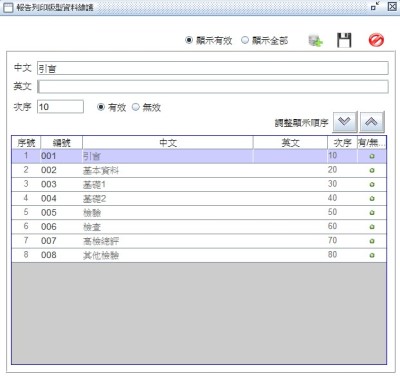 報告列印版型資料維護
顯示有效 顯示全部
中文 引言
英文
次序 10 有效 無效
調整顯示順序
序號 編號 中文 英文 次序 有/無...
1 001 引言 10
2 002 基本資料 20
3 003 基礎1 30
4 004 基礎2 40
5 005 檢驗 50
6 006 檢查 60
7 007 高檢總評 70
8 008 其他檢驗 80